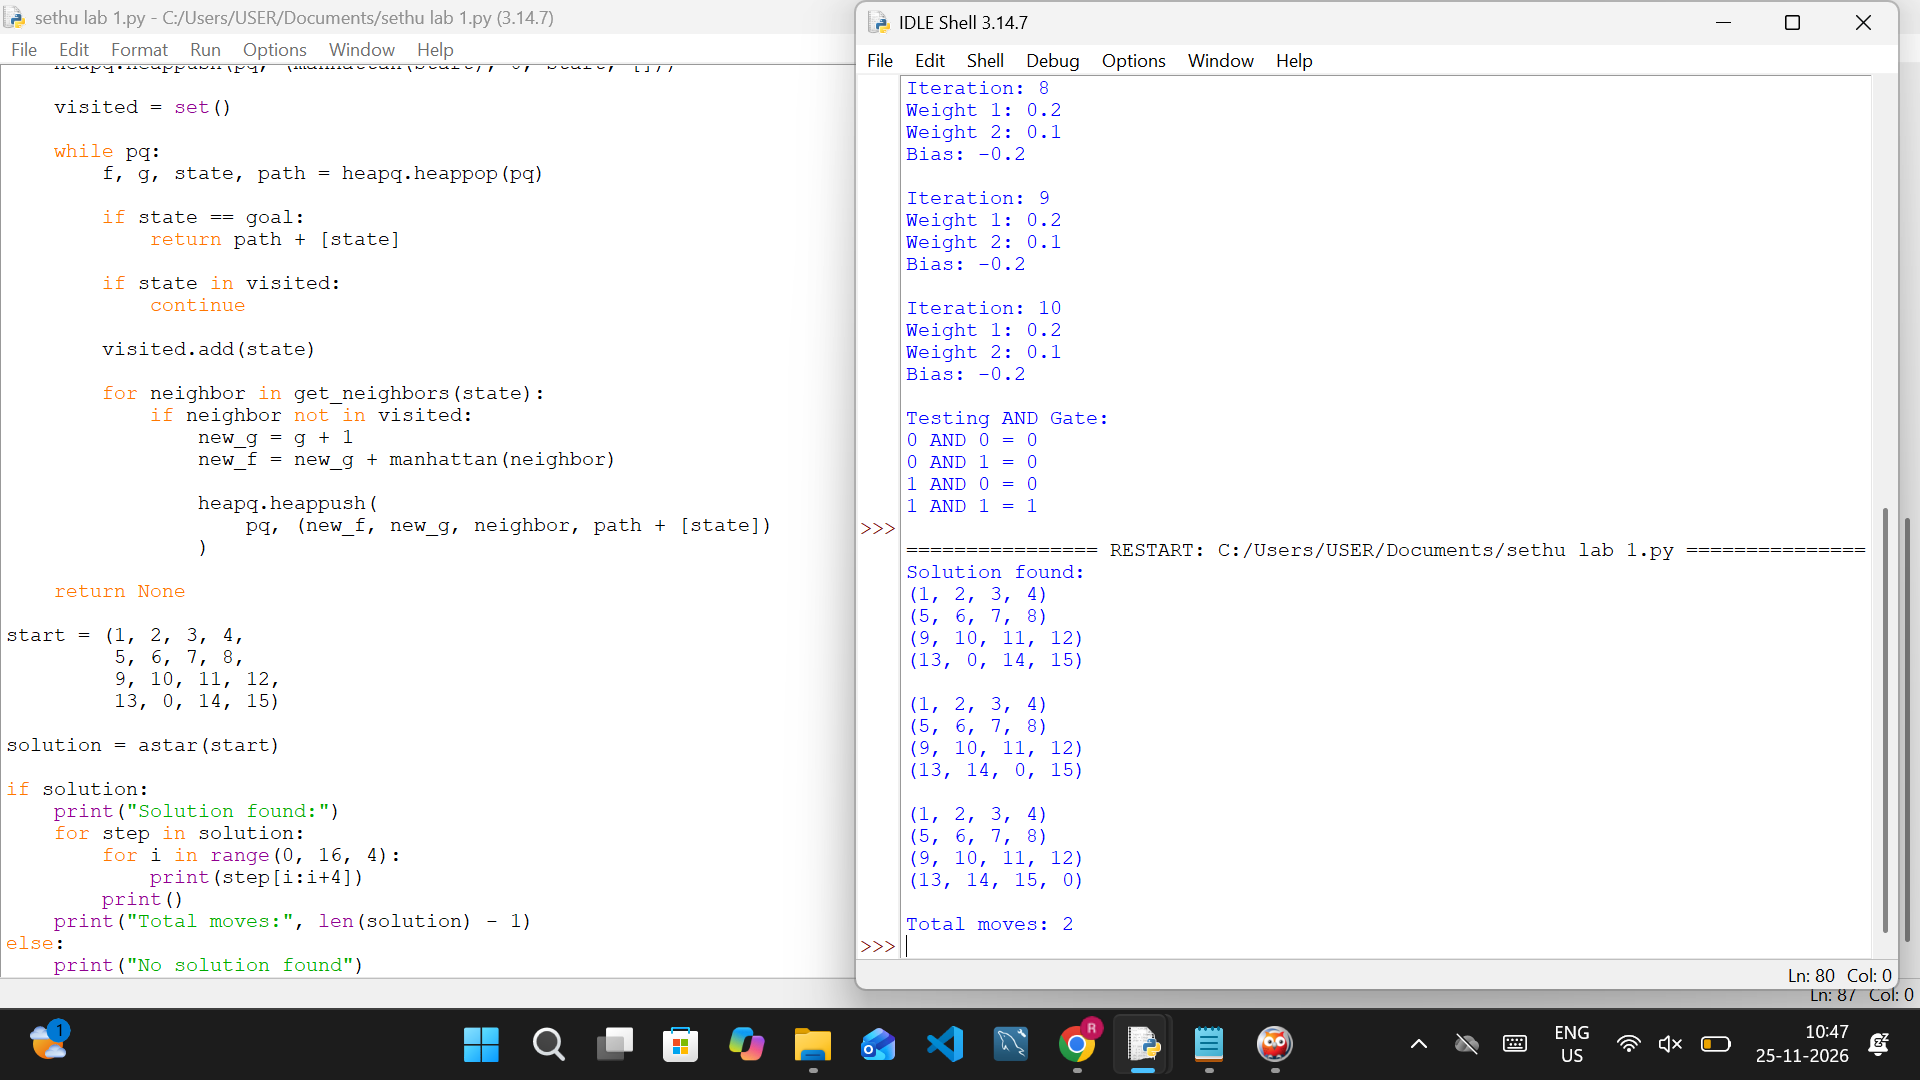 sethu lab 1.py - C:/Users/USER/Documents/sethu lab 1.py (3.14.7)
File Edit Format Run Options Window Help
heapq.heappush(pq, (manhattan(start), 0, start, []))
visited = set()
while pq:
f, g, state, path = heapq.heappop(pq)
if state == goal:
return path + [state]
if state in visited:
continue
visited.add(state)
for neighbor in get_neighbors(state):
if neighbor not in visited:
new_g = g + 1
new_f = new_g + manhattan(neighbor)
heapq.heappush(
pq, (new_f, new_g, neighbor, path + [state])
)
return None
start = (1, 2, 3, 4,
5, 6, 7, 8,
9, 10, 11, 12,
13, 0, 14, 15)
solution = astar(start)
if solution:
print("Solution found:")
for step in solution:
for i in range(0, 16, 4):
print(step[i:i+4])
print()
print("Total moves:", len(solution) - 1)
else:
print("No solution found")
Ln: 87 Col: 0
IDLE Shell 3.14.7
File Edit Shell Debug Options Window Help
Iteration: 8
Weight 1: 0.2
Weight 2: 0.1
Bias: -0.2
Iteration: 9
Weight 1: 0.2
Weight 2: 0.1
Bias: -0.2
Iteration: 10
Weight 1: 0.2
Weight 2: 0.1
Bias: -0.2
Testing AND Gate:
0 AND 0 = 0
0 AND 1 = 0
1 AND 0 = 0
1 AND 1 = 1
>>>
================ RESTART: C:/Users/USER/Documents/sethu lab 1.py ===============
Solution found:
(1, 2, 3, 4)
(5, 6, 7, 8)
(9, 10, 11, 12)
(13, 0, 14, 15)
(1, 2, 3, 4)
(5, 6, 7, 8)
(9, 10, 11, 12)
(13, 14, 0, 15)
(1, 2, 3, 4)
(5, 6, 7, 8)
(9, 10, 11, 12)
(13, 14, 15, 0)
Total moves: 2
>>>
Ln: 80 Col: 0
1
R
ENG
US
10:47
25-11-2026